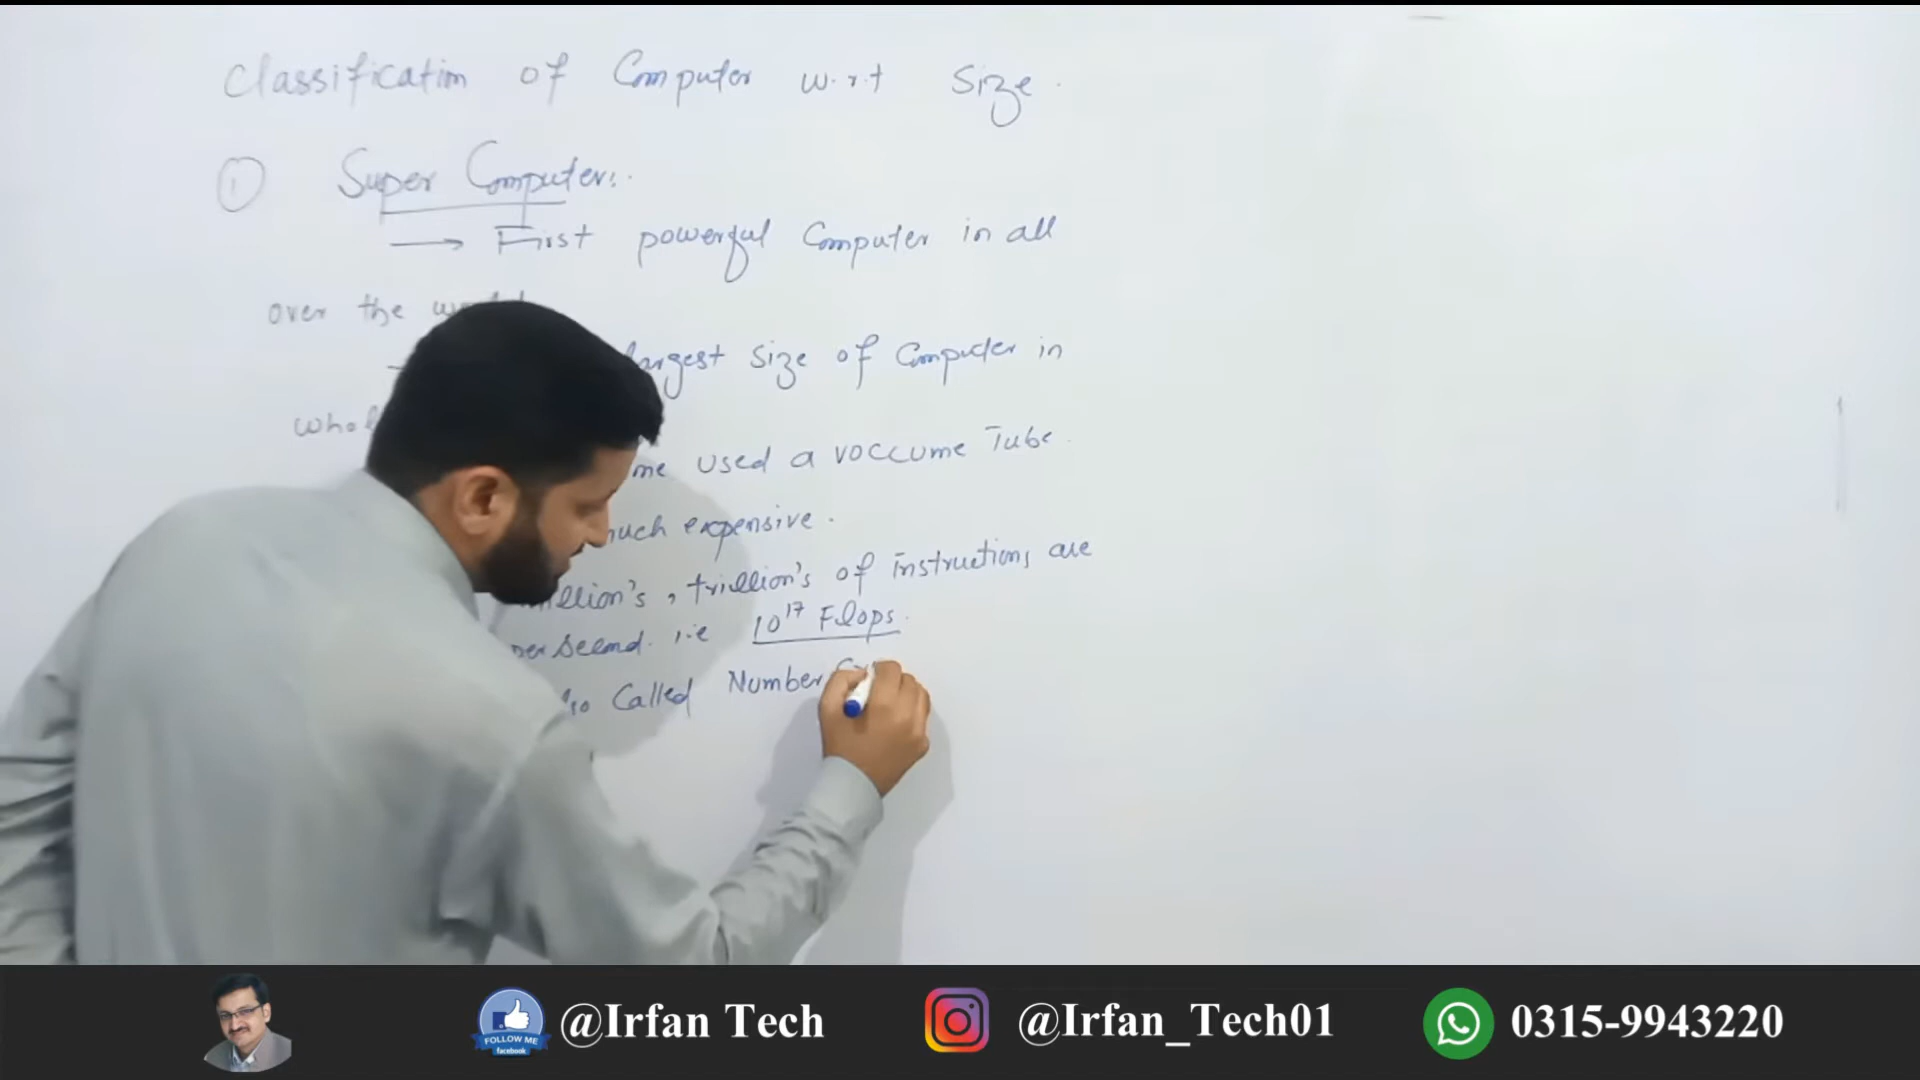 Classification of Computer w.r.t Size.
① Super Computer:
→ First powerful Computer in all
over the
largest size of Computer in
me used a voccume Tube.
much expensive.
trillion's of instructions are
per second. i.e 10¹⁷ Flops.
Called Number
FOLLOW ME
facebook
@Irfan Tech
@Irfan_Tech01
0315-9943220